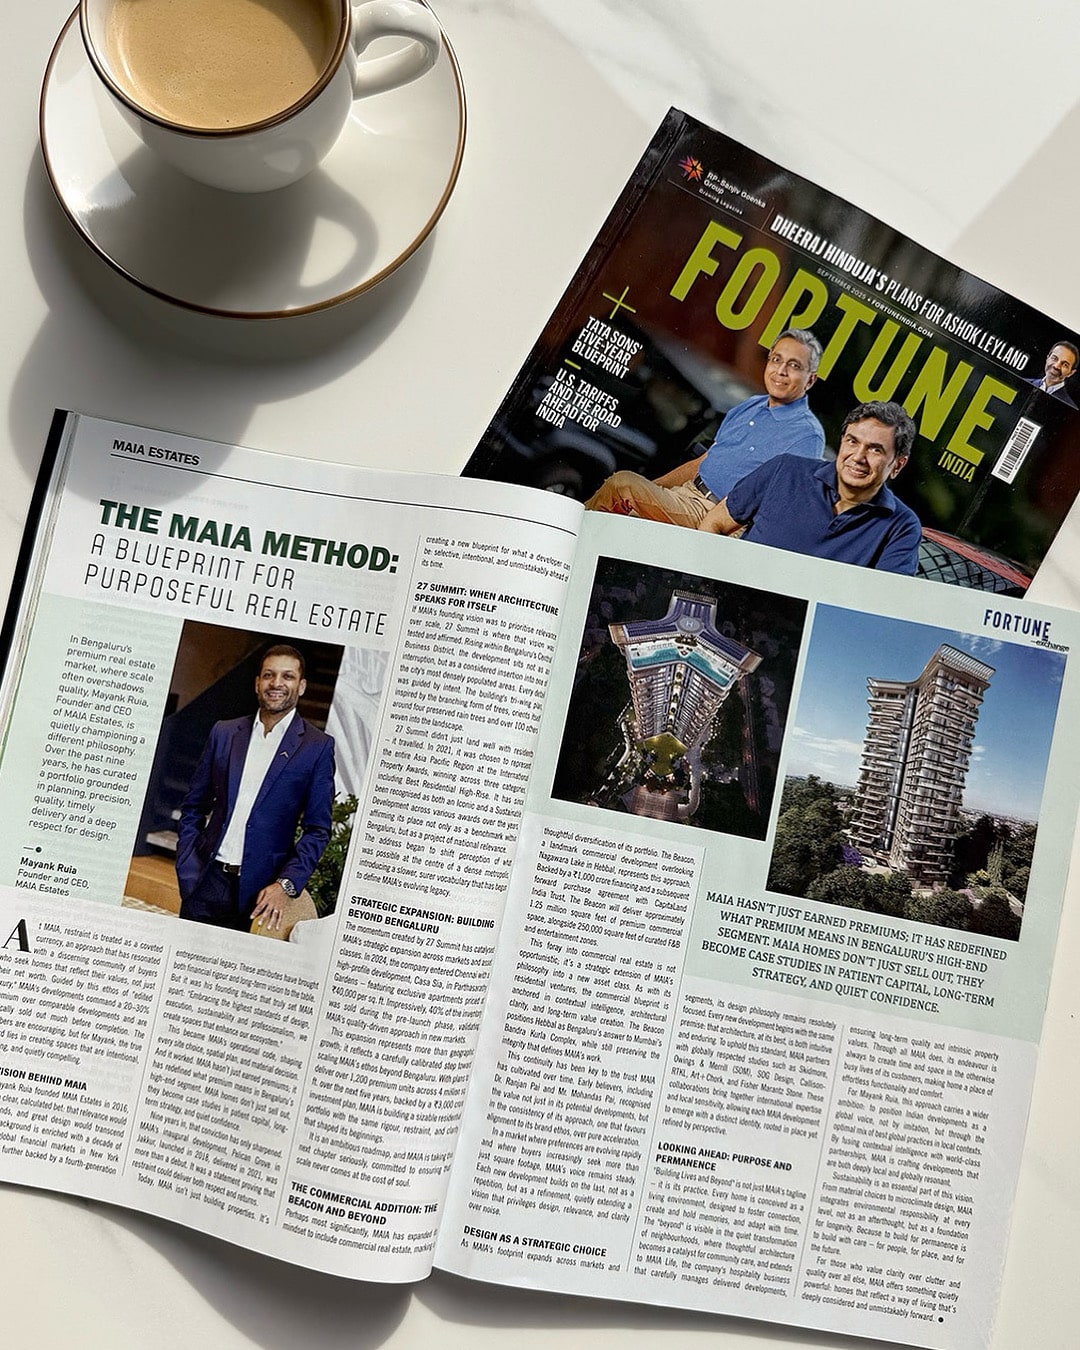 RP-Sanjiv Goenka
Group
Growing Legacies
DHEERAJ HINDUJA'S PLANS FOR ASHOK LEYLAND
FORTUNE
INDIA
SEPTEMBER 2025 • FORTUNEINDIA.COM
TATA SONS'
FIVE-YEAR
BLUEPRINT
U.S. TARIFFS
AND THE ROAD
AHEAD FOR
INDIA
MAIA ESTATES
THE MAIA METHOD:
A BLUEPRINT FOR
PURPOSEFUL REAL ESTATE
In Bengaluru's
premium real estate
market, where scale
often overshadows
quality, Mayank Ruia,
Founder and CEO
of MAIA Estates, is
quietly championing a
different philosophy.
Over the past nine
years, he has curated
a portfolio grounded
in planning, precision,
quality, timely
delivery and a deep
respect for design.
Mayank Ruia
Founder and CEO,
MAIA Estates
At MAIA, restraint is treated as a coveted
currency, an approach that has resonated
with a discerning community of buyers
who seek homes that reflect their values, not just
their net worth. Guided by this ethos of "edited
MAIA's developments command a 20–30%
over comparable developments and are
sold out much before completion. The
are encouraging, but for Mayank, the true
lies in creating spaces that are intentional,
and quietly compelling.
VISION BEHIND MAIA
Mayank Ruia founded MAIA Estates in 2016,
clear, calculated bet: that relevance would
and great design would transcend
background is enriched with a decade of
global financial markets in New York
further backed by a fourth-generation
entrepreneurial legacy. These attributes have brought
both financial rigour and long-term vision to the table.
But it was his founding thesis that truly set MAIA
apart. "Embracing the highest standards of design,
execution, sustainability and professionalism, we
create spaces that enhance our ecosystem."
This became MAIA's operational code, shaping
every site choice, spatial plan, and material decision.
And it worked. MAIA hasn't just earned premiums; it
has redefined what premium means in Bengaluru's
high-end segment. MAIA homes don't just sell out,
they become case studies in patient capital, long-
term strategy, and quiet confidence.
Nine years in, that conviction has only sharpened.
MAIA's inaugural development, Pelican Grove in
Jakkur, launched in 2018, delivered in 2021, was
more than a debut. It was a statement proving that
restraint could deliver both respect and returns.
Today, MAIA isn't just building properties. It's
creating a new blueprint for what a developer can
be: selective, intentional, and unmistakably ahead of
its time.
27 SUMMIT: WHEN ARCHITECTURE
SPEAKS FOR ITSELF
If MAIA's founding vision was to prioritise relevance
over scale, 27 Summit is where that vision was
tested and affirmed. Rising within Bengaluru's Central
Business District, the development sits not as an
interruption, but as a considered insertion into one of
the city's most densely populated areas. Every detail
was guided by intent. The building's tri-wing plan,
inspired by the branching form of trees, orients itself
around four preserved rain trees and over 100 others
woven into the landscape.
27 Summit didn't just land well with residents
– it travelled. In 2021, it was chosen to represent
the entire Asia Pacific Region at the International
Property Awards, winning across three categories
including Best Residential High-Rise. It has since
been recognised as both an Iconic and a Sustainable
Development across various awards over the years,
affirming its place not only as a benchmark within
Bengaluru, but as a project of national relevance.
The address began to shift perception of what
was possible at the centre of a dense metropolis,
introducing a slower, surer vocabulary that has begun
to define MAIA's evolving legacy.
STRATEGIC EXPANSION: BUILDING
BEYOND BENGALURU
The momentum created by 27 Summit has catalysed
MAIA's strategic expansion across markets and asset
classes. In 2024, the company entered Chennai with a
high-profile development, Casa Sia, in Parthasarathy
Gardens – featuring exclusive apartments priced at
₹40,000 per sq. ft. Impressively, 40% of the inventory
was sold during the pre-launch phase, validating
MAIA's quality-driven approach in new markets.
This expansion represents more than geographic
growth, it reflects a carefully calibrated step toward
scaling MAIA's ethos beyond Bengaluru. With plans to
deliver over 1,200 premium units across 4 million sq.
ft. over the next five years, backed by a ₹3,000 crore
investment plan, MAIA is building a sizeable residential
portfolio with the same rigour, restraint, and clarity
that shaped its beginnings.
It is an ambitious roadmap, and MAIA is taking this
next chapter seriously, committed to ensuring that
scale never comes at the cost of soul.
THE COMMERCIAL ADDITION: THE
BEACON AND BEYOND
Perhaps most significantly, MAIA has expanded its
mindset to include commercial real estate, marking a
FORTUNE
exchange
thoughtful diversification of its portfolio. The Beacon,
a landmark commercial development overlooking
Nagawara Lake in Hebbal, represents this approach.
Backed by a ₹1,000 crore financing and a subsequent
forward purchase agreement with CapitaLand
India Trust, The Beacon will deliver approximately
1.25 million square feet of premium commercial
space, alongside 250,000 square feet of curated F&B
and entertainment zones.
This foray into commercial real estate is not
opportunistic, it's a strategic extension of MAIA's
philosophy into a new asset class. As with its
residential ventures, the commercial blueprint is
anchored in contextual intelligence, architectural
clarity, and long-term value creation. The Beacon
positions Hebbal as Bengaluru's answer to Mumbai's
Bandra Kurla Complex, while still preserving the
integrity that defines MAIA's work.
This continuity has been key to the trust MAIA
has cultivated over time. Early believers, including
Dr. Ranjan Pai and Mr. Mohandas Pai, recognised
the value not just in its potential developments, but
in the consistency of its approach, one that favours
alignment to its brand ethos, over pure acceleration.
In a market where preferences are evolving rapidly
and where buyers increasingly seek more than
just square footage, MAIA's voice remains steady.
Each new development builds on the last, not as a
repetition, but as a refinement, quietly extending a
vision that privileges design, relevance, and clarity
over noise.
DESIGN AS A STRATEGIC CHOICE
As MAIA's footprint expands across markets and
MAIA HASN'T JUST EARNED PREMIUMS; IT HAS REDEFINED
WHAT PREMIUM MEANS IN BENGALURU'S HIGH-END
SEGMENT. MAIA HOMES DON'T JUST SELL OUT, THEY
BECOME CASE STUDIES IN PATIENT CAPITAL, LONG-TERM
STRATEGY, AND QUIET CONFIDENCE.
segments, its design philosophy remains resolutely
focused. Every new development begins with the same
premise: that architecture, at its best, is both intuitive
and enduring. To uphold this standard, MAIA partners
with globally respected studios such as Skidmore,
Owings & Merrill (SOM), SOG Design, Callison-
RTKL, Art+Chork, and Fisher Marantz Stone. These
collaborations bring together international expertise
and local sensitivity, allowing each MAIA development
to emerge with a distinct identity, rooted in place yet
refined by perspective.
LOOKING AHEAD: PURPOSE AND
PERMANENCE
"Building Lives and Beyond" is not just MAIA's tagline
– it is its practice. Every home is conceived as a
living environment, designed to foster connection,
create and hold memories, and adapt with time.
The "beyond" is visible in the quiet transformation
of neighbourhoods, where thoughtful architecture
becomes a catalyst for community care, and extends
to MAIA Life, the company's hospitality business
that carefully manages delivered developments,
ensuring long-term quality and intrinsic property
values. Through all MAIA does, its endeavour is
always to create time and space in the otherwise
busy lives of its customers, making home a place of
effortless functionality and comfort.
For Mayank Ruia, this approach carries a wider
ambition: to position Indian developments as a
global voice, not by imitation, but through the
optimal mix of best global practices in local contexts.
By fusing contextual intelligence with world-class
partnerships, MAIA is crafting developments that
are both deeply local and globally resonant.
Sustainability is an essential part of this vision.
From material choices to microclimate design, MAIA
integrates environmental responsibility at every
level, not as an afterthought, but as a foundation
for longevity. Because to build for permanence is
to build with care – for people, for place, and for
the future.
For those who value clarity over clutter and
quality over all else, MAIA offers something quietly
powerful: homes that reflect a way of living that's
deeply considered and unmistakably forward. ●